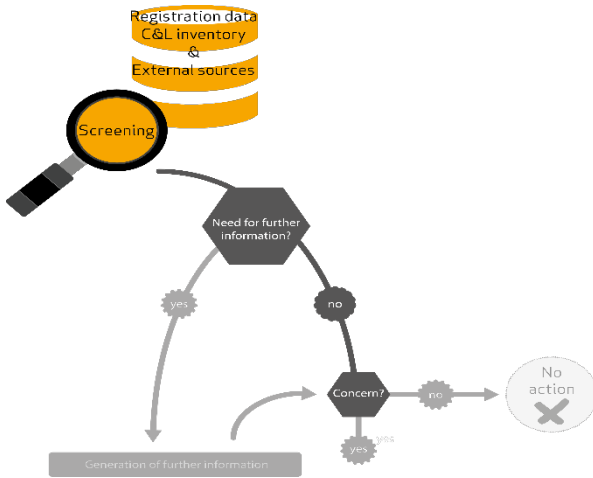 Registration data
C&L inventory
&
External sources
Screening
Need for further
information?
yes
no
Concern?
no
No
action
yes
yes
Generation of further information